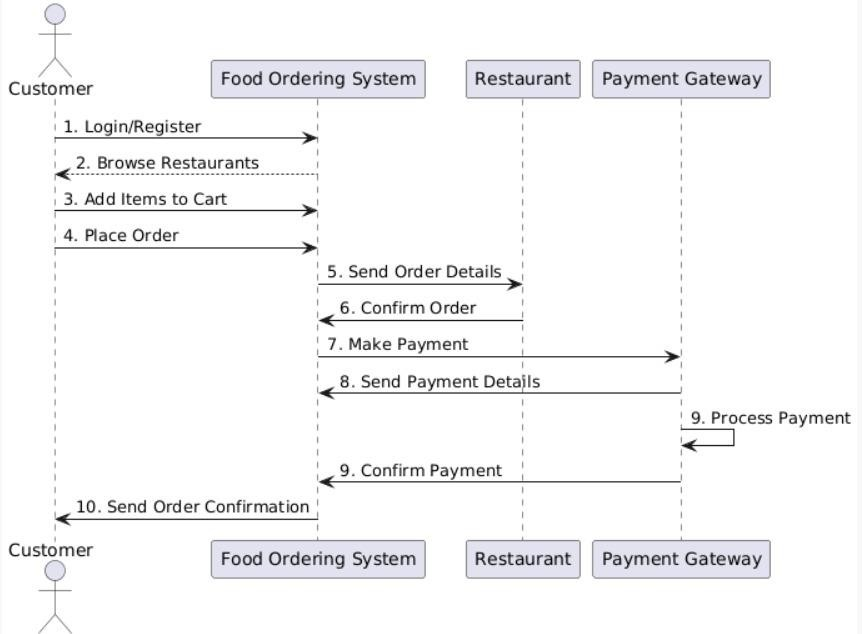 Customer
Food Ordering System
Restaurant
Payment Gateway
1. Login/Register
2. Browse Restaurants
3. Add Items to Cart
4. Place Order
5. Send Order Details
6. Confirm Order
7. Make Payment
8. Send Payment Details
9. Process Payment
9. Confirm Payment
10. Send Order Confirmation
Customer
Food Ordering System
Restaurant
Payment Gateway